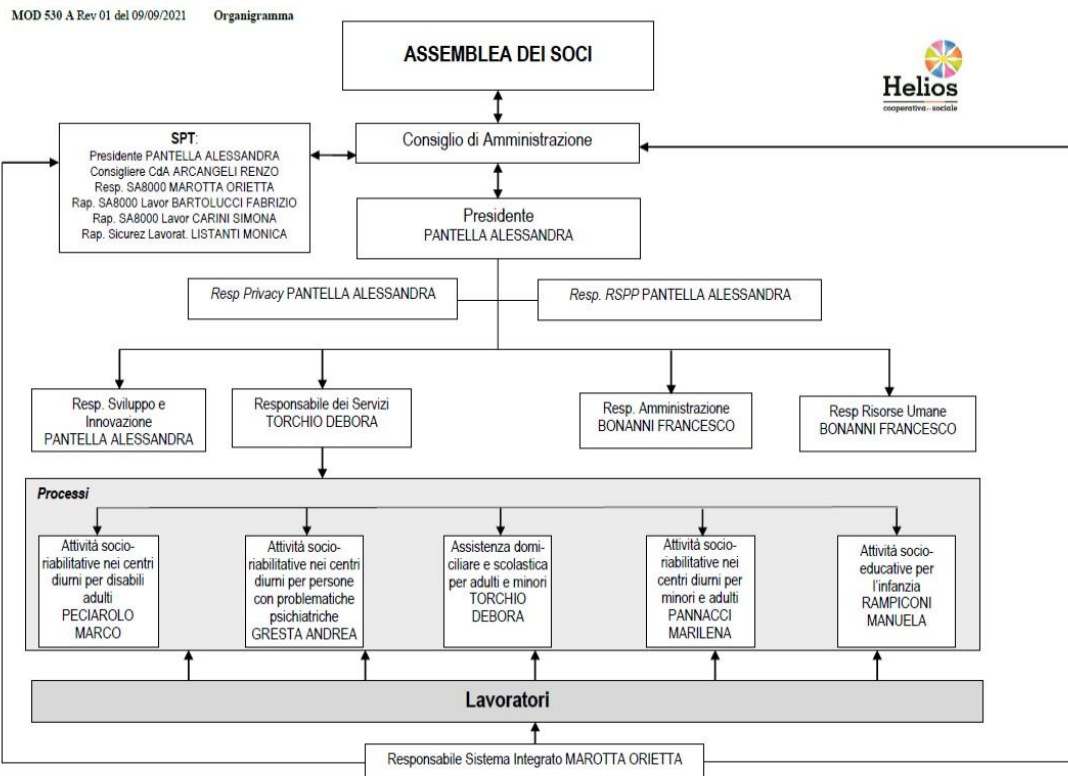 MOD 530 A Rev 01 del 09/09/2021 Organigramma
ASSEMBLEA DEI SOCI
Helios
cooperativa sociale
Consiglio di Amministrazione
SPT:
Presidente PANTELLA ALESSANDRA
Consigliere CdA ARCANGELI RENZO
Resp. SA8000 MAROTTA ORIETTA
Rap. SA8000 Lavor BARTOLUCCI FABRIZIO
Rap. SA8000 Lavor CARINI SIMONA
Rap. Sicurez Lavorat. LISTANTI MONICA
Presidente
PANTELLA ALESSANDRA
Resp Privacy PANTELLA ALESSANDRA
Resp. RSPP PANTELLA ALESSANDRA
Resp. Sviluppo e
Innovazione
PANTELLA ALESSANDRA
Responsabile dei Servizi
TORCHIO DEBORA
Resp. Amministrazione
BONANNI FRANCESCO
Resp Risorse Umane
BONANNI FRANCESCO
Processi
Attività socio-
riabilitative nei centri
diurni per disabili
adulti
PECIAROLO
MARCO
Attività socio-
riabilitative nei centri
diurni per persone
con problematiche
psichiatriche
GRESTA ANDREA
Assistenza domi-
ciliare e scolastica
per adulti e minori
TORCHIO
DEBORA
Attività socio-
riabilitative nei
centri diurni per
minori e adulti
PANNACCI
MARILENA
Attività socio-
educative per
l'infanzia
RAMPICONI
MANUELA
Lavoratori
Responsabile Sistema Integrato MAROTTA ORIETTA